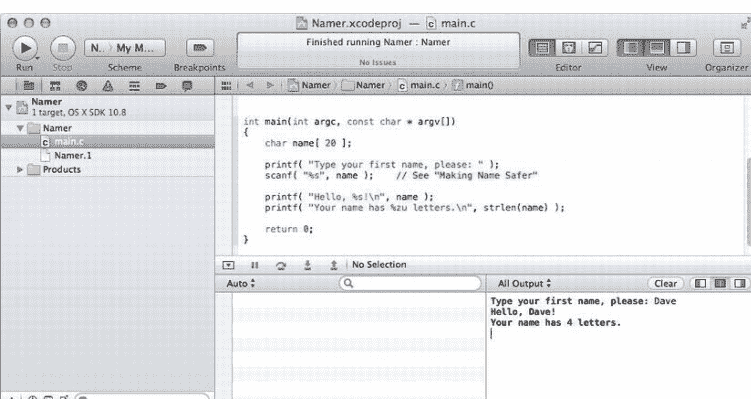 Namer.xcodeproj — main.c
N... My M...
Finished running Namer : Namer
No Issues
Run Stop Scheme Breakpoints Editor View Organizer
Namer
1 target, OS X SDK 10.8
Namer
main.c
Namer.1
Products
Namer Namer main.c main()
int main(int argc, const char * argv[])
{
char name[ 20 ];
printf( "Type your first name, please: " );
scanf( "%s", name ); // See "Making Name Safer"
printf( "Hello, %s!\n", name );
printf( "Your name has %zu letters.\n", strlen(name) );
return 0;
}
No Selection
Auto
All Output Clear
Type your first name, please: Dave
Hello, Dave!
Your name has 4 letters.